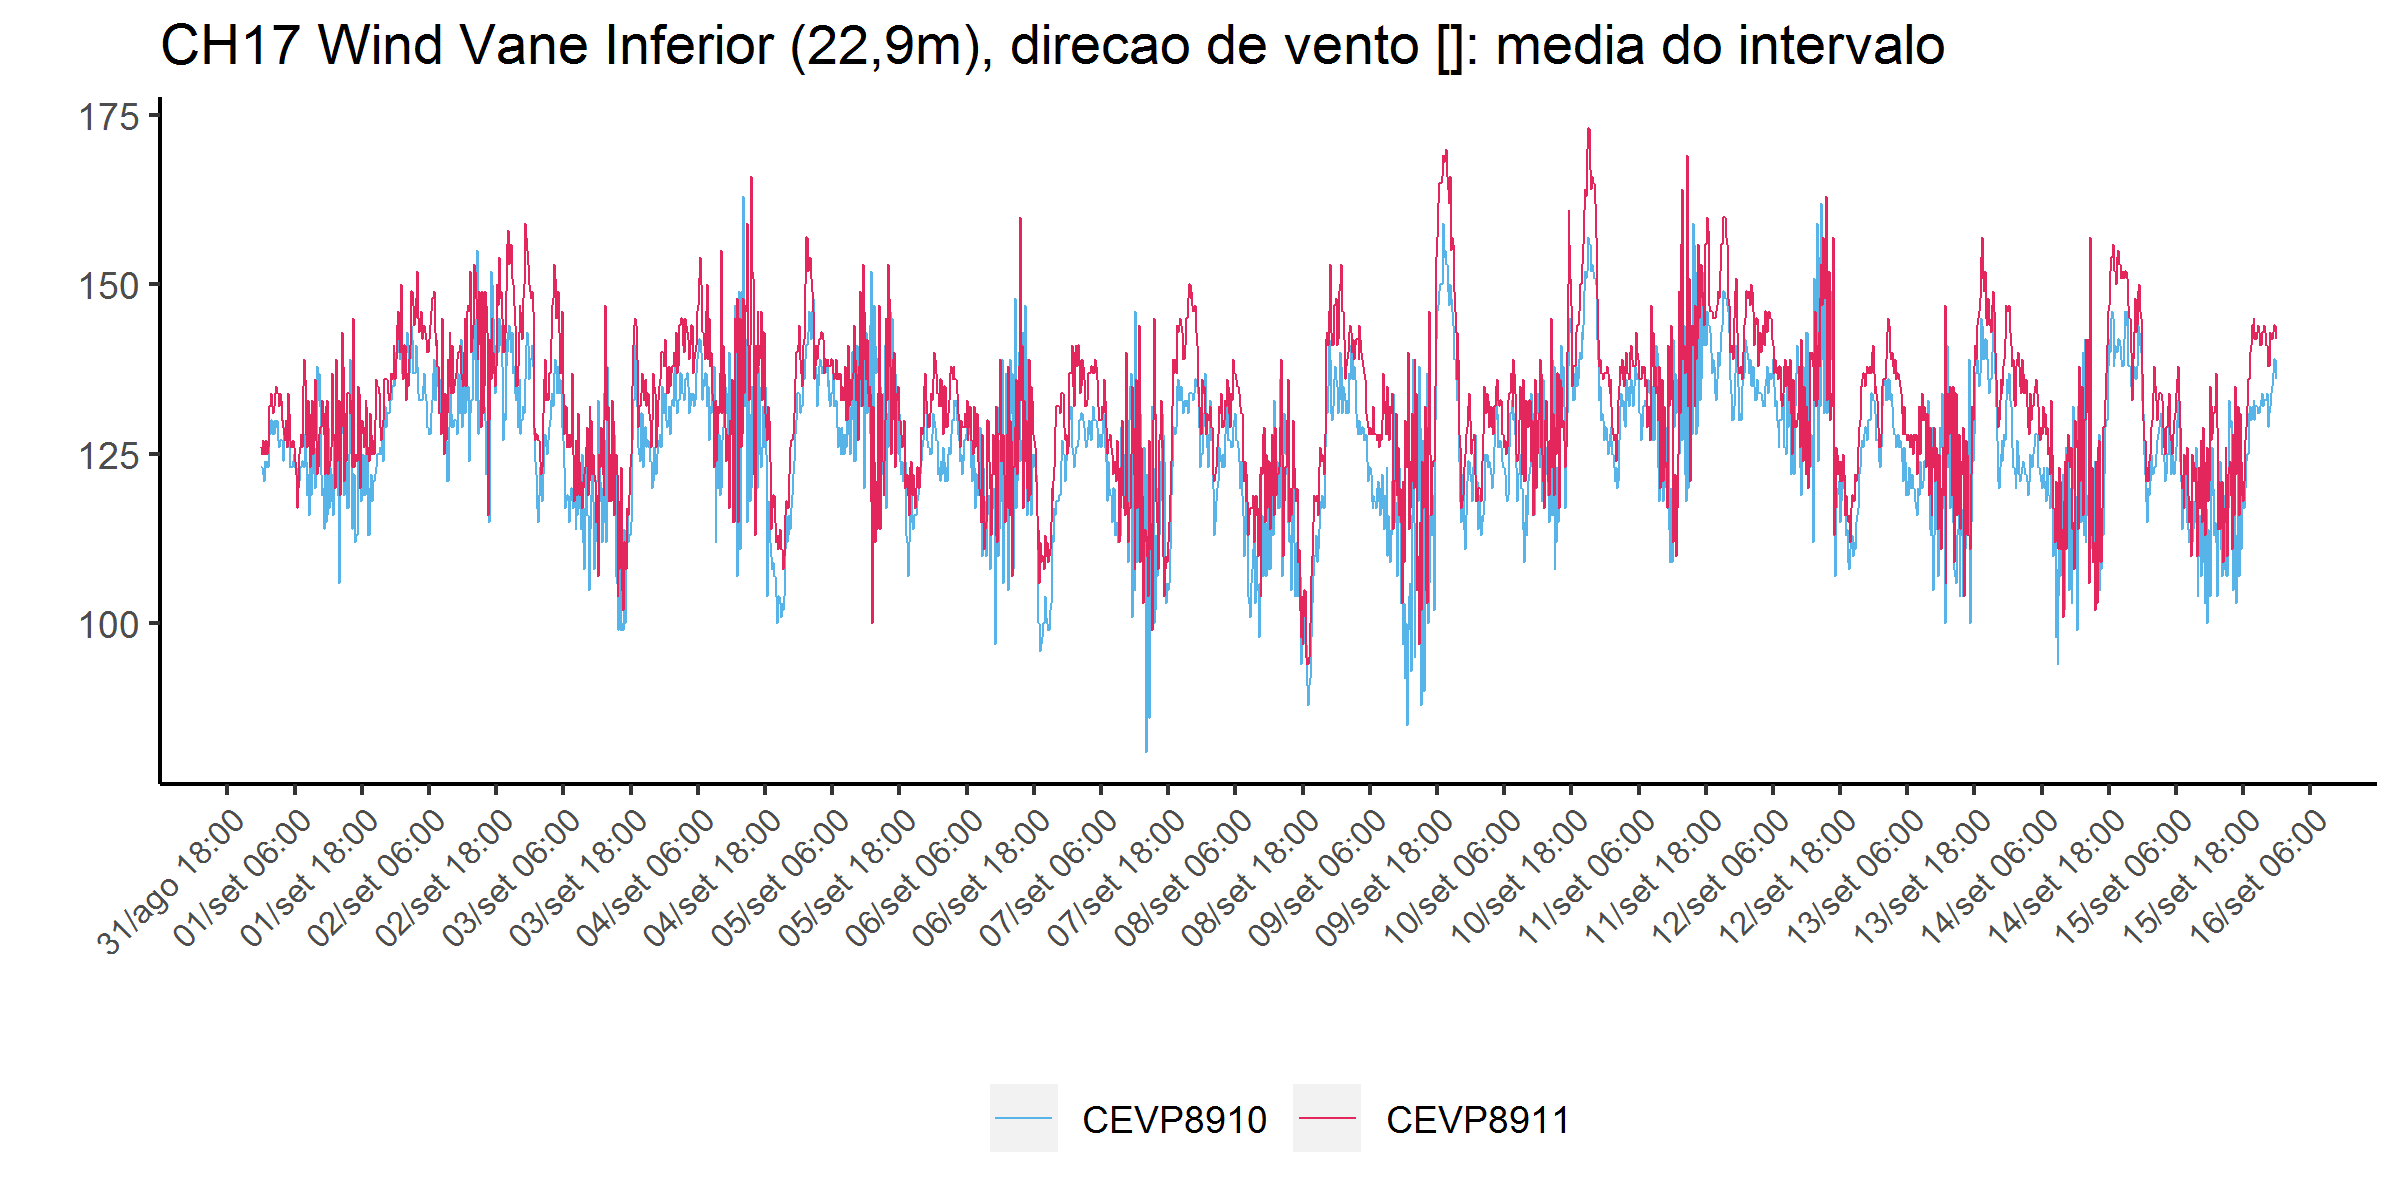 CH17 Wind Vane Inferior (22,9m), direcao de vento []: media do intervalo
175
150
125
100
31/ago 18:00
01/set 06:00
01/set 18:00
02/set 06:00
02/set 18:00
03/set 06:00
03/set 18:00
04/set 06:00
04/set 18:00
05/set 06:00
05/set 18:00
06/set 06:00
06/set 18:00
07/set 06:00
07/set 18:00
08/set 06:00
08/set 18:00
09/set 06:00
09/set 18:00
10/set 06:00
10/set 18:00
11/set 06:00
11/set 18:00
12/set 06:00
12/set 18:00
13/set 06:00
13/set 18:00
14/set 06:00
14/set 18:00
15/set 06:00
15/set 18:00
16/set 06:00
CEVP8910
CEVP8911